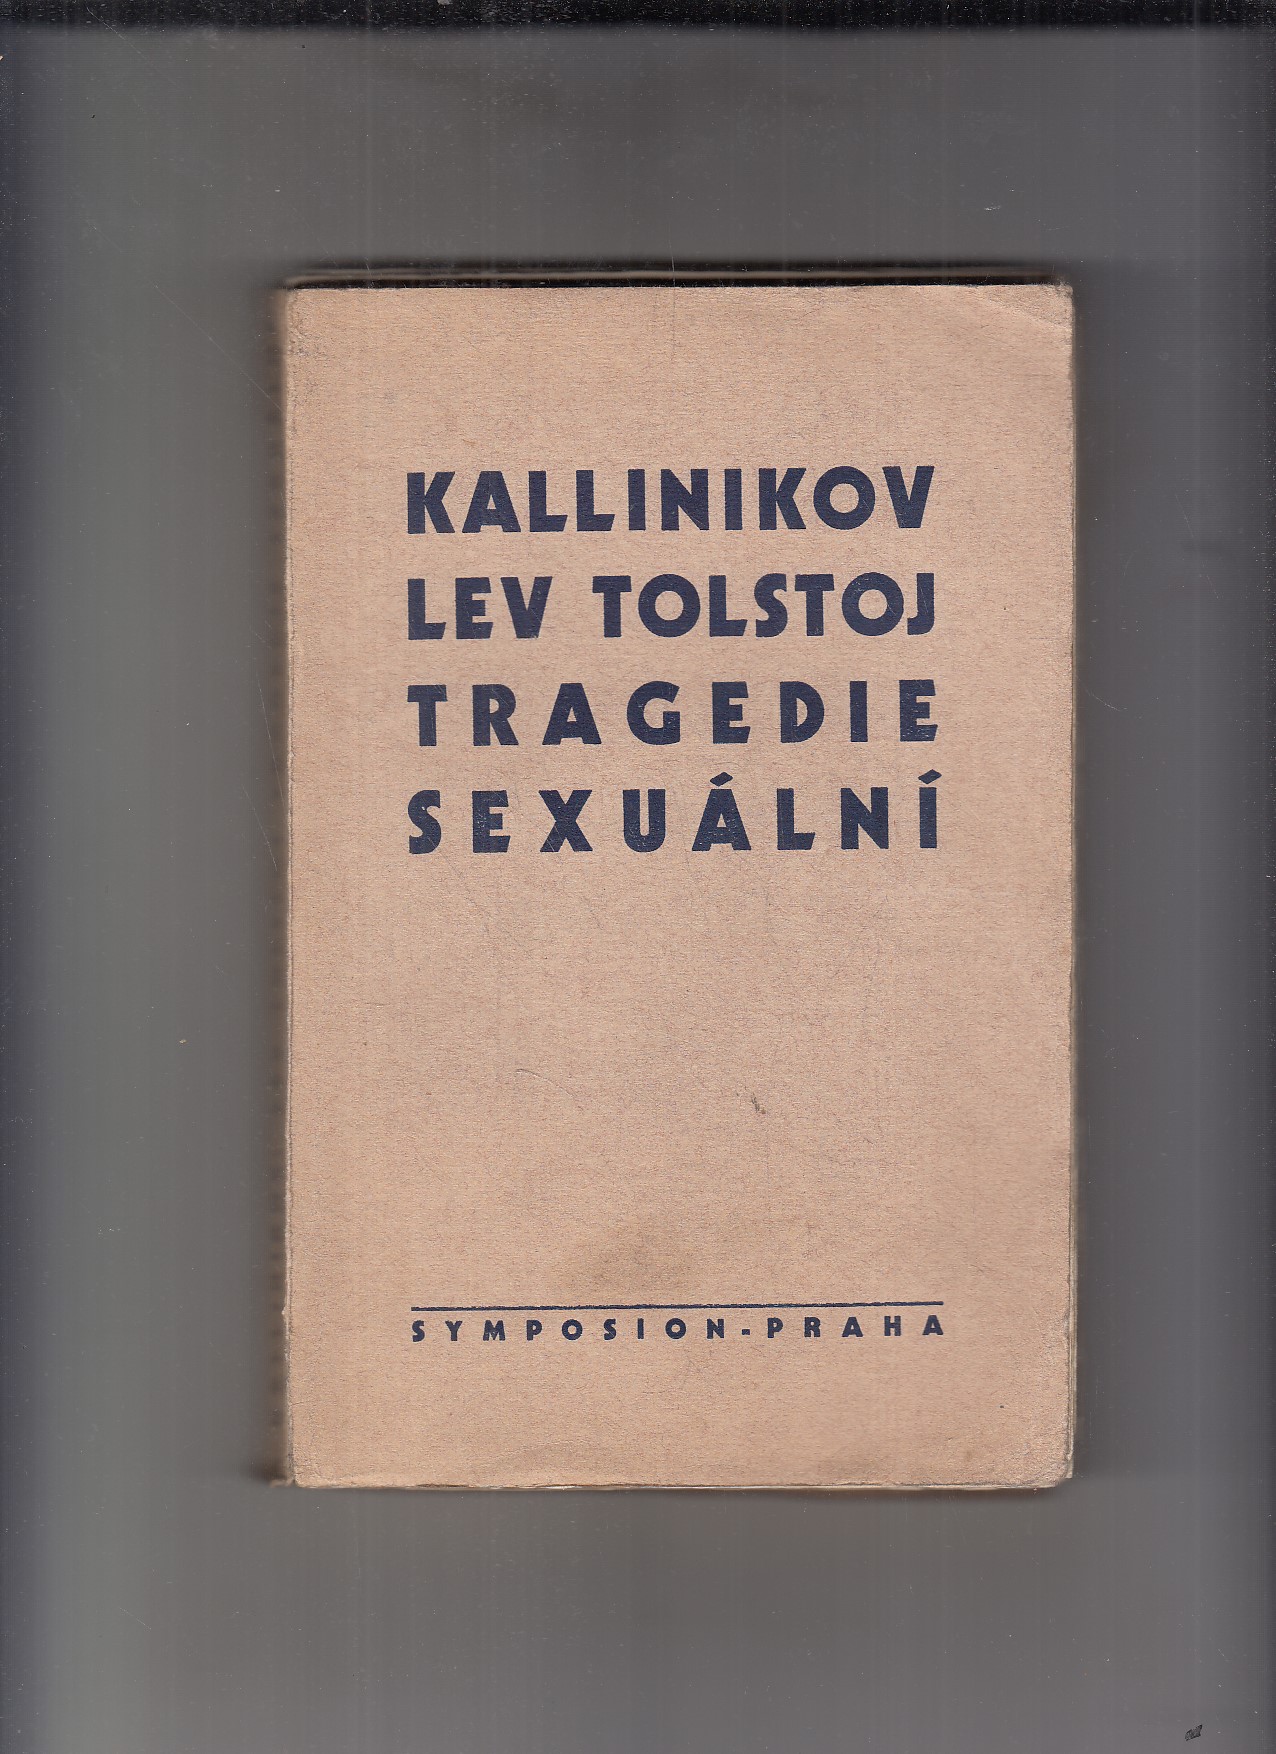 KALLINIKOV
LEV TOLSTOJ
TRAGEDIE
SEXUÁLNÍ
SYMPOSION-PRAHA